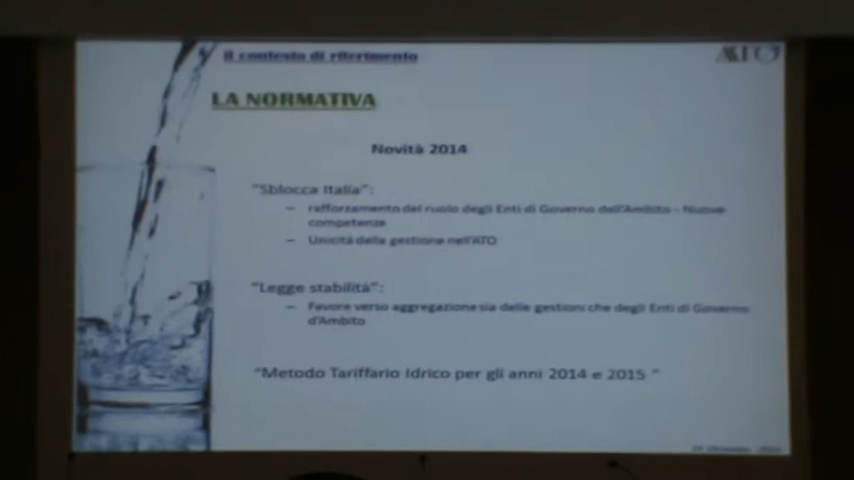 il contesto di riferimento
ATO
LA NORMATIVA
Novità 2014
"Sblocca Italia":
– rafforzamento del ruolo degli Enti di Governo dell'Ambito - Nuove
competenze
– Unicità della gestione nell'ATO
"Legge stabilità":
– Favore verso aggregazione sia delle gestioni che degli Enti di Governo
d'Ambito
"Metodo Tariffario Idrico per gli anni 2014 e 2015 "